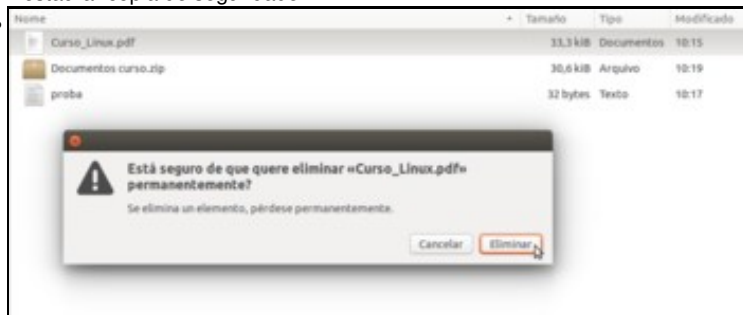 Nome Tamaño Tipo Modificado
Curso_Linux.pdf 33,3 kiB Documentos 10:15
Documentos curso.zip 30,6 kiB Arquivo 10:19
proba 32 bytes Texto 10:17
Está seguro de que quere eliminar «Curso_Linux.pdf»
permanentemente?
Se elimina un elemento, pérdese permanentemente.
Cancelar Eliminar